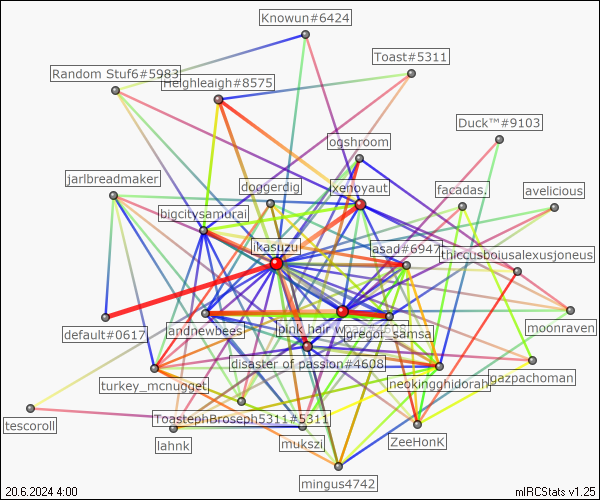 Knowun#6424
Toast#5311
Random Stuf6#5983
Heighleaigh#8575
Duck™#9103
ogshroom
jarlbreadmaker
doggerdig
xenoyaut
facadas.
avelicious
bigcitysamurai
ikasuzu
asad#6947
thiccusboiusalexusjoneus
default#0617
andnewbees
pink hair w
gregor_samsa
moonraven
disaster of passion#4608
turkey_mcnugget
neokingghidorah
gazpachoman
tescoroll
ToastephBroseph5311#5311
lahnk
mukszi
ZeeHonK
mingus4742
20.6.2024 4:00
mIRCStats v1.25